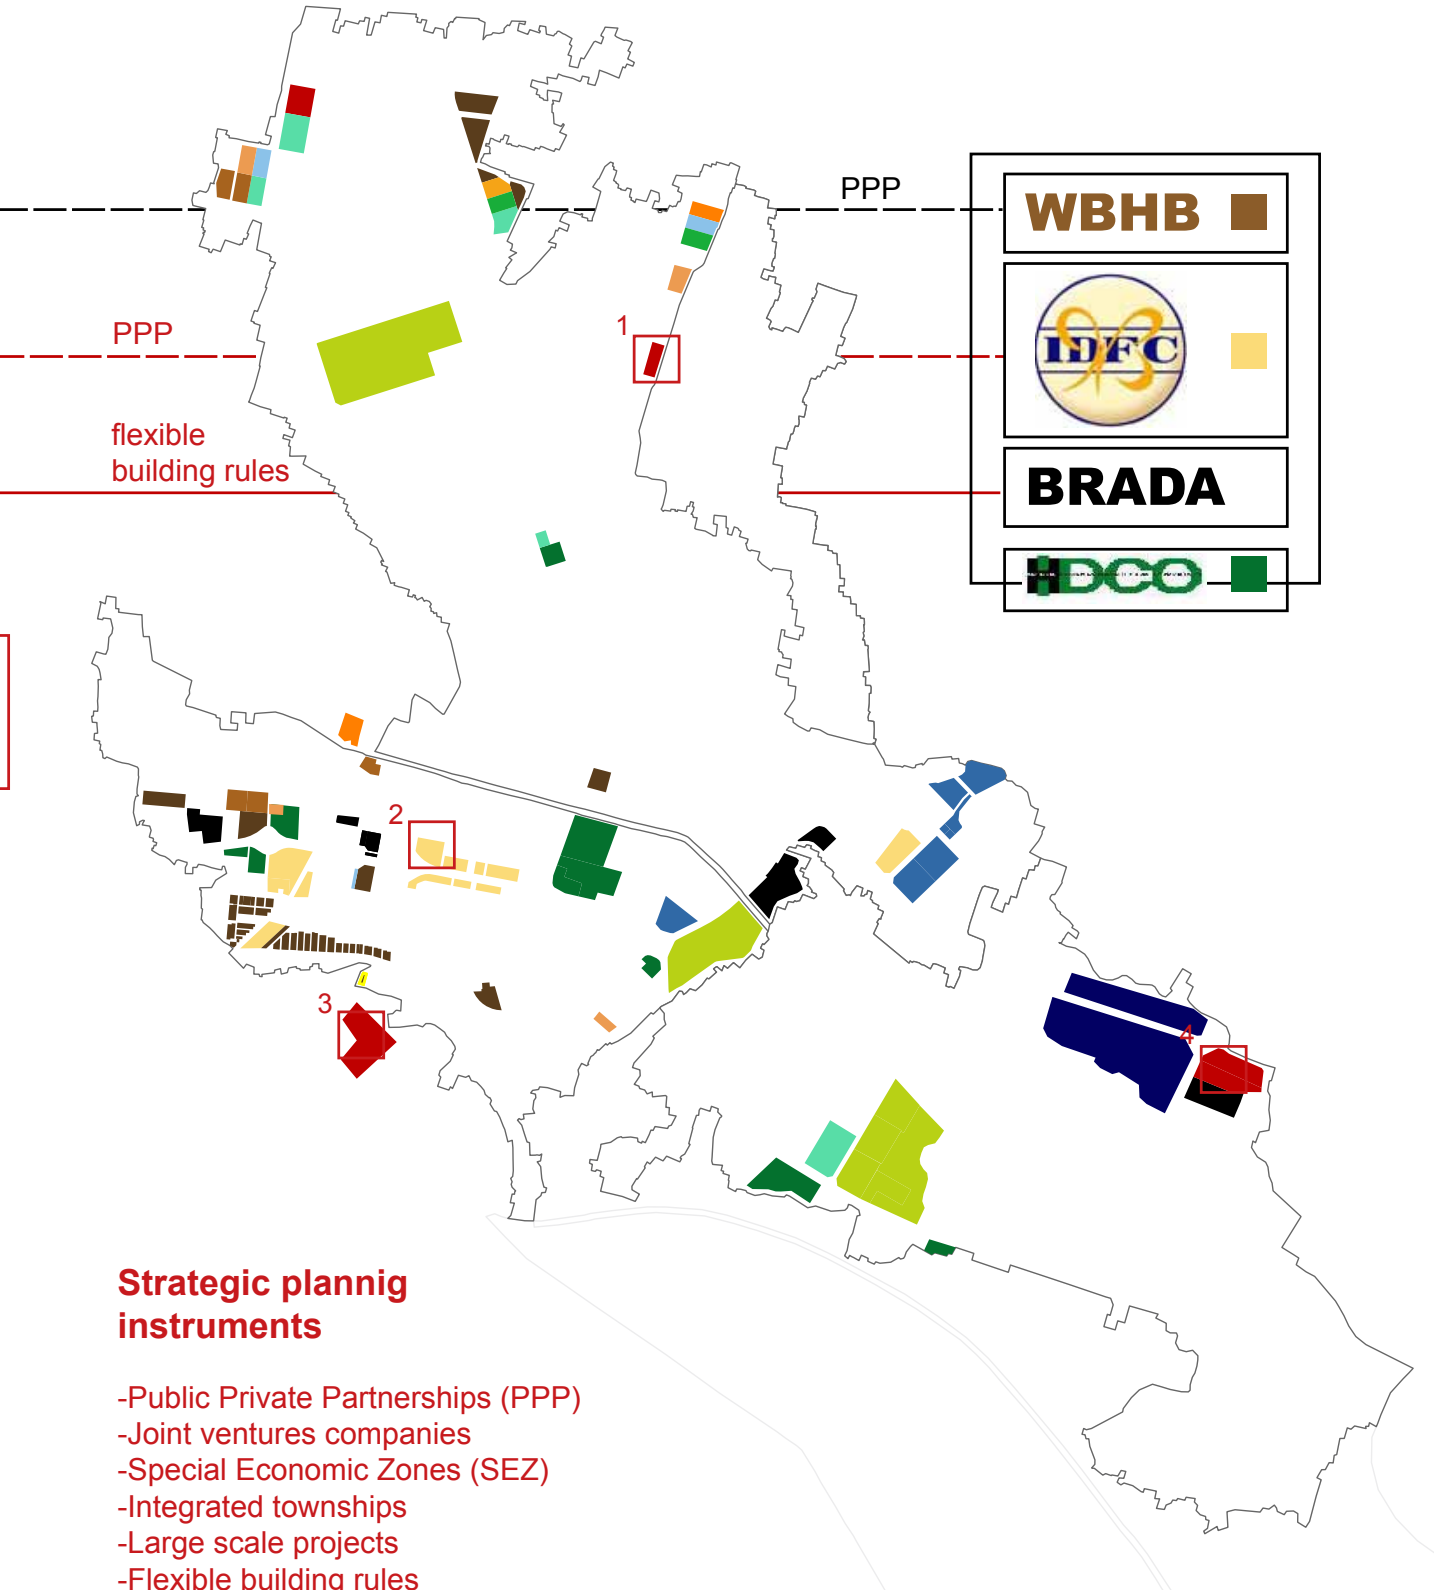 PPP
WBHB
1
PPP
IDFC
flexible
building rules
BRADA
HDCO
2
3
4
Strategic plannig
instruments
-Public Private Partnerships (PPP)
-Joint ventures companies
-Special Economic Zones (SEZ)
-Integrated townships
-Large scale projects
-Flexible building rules